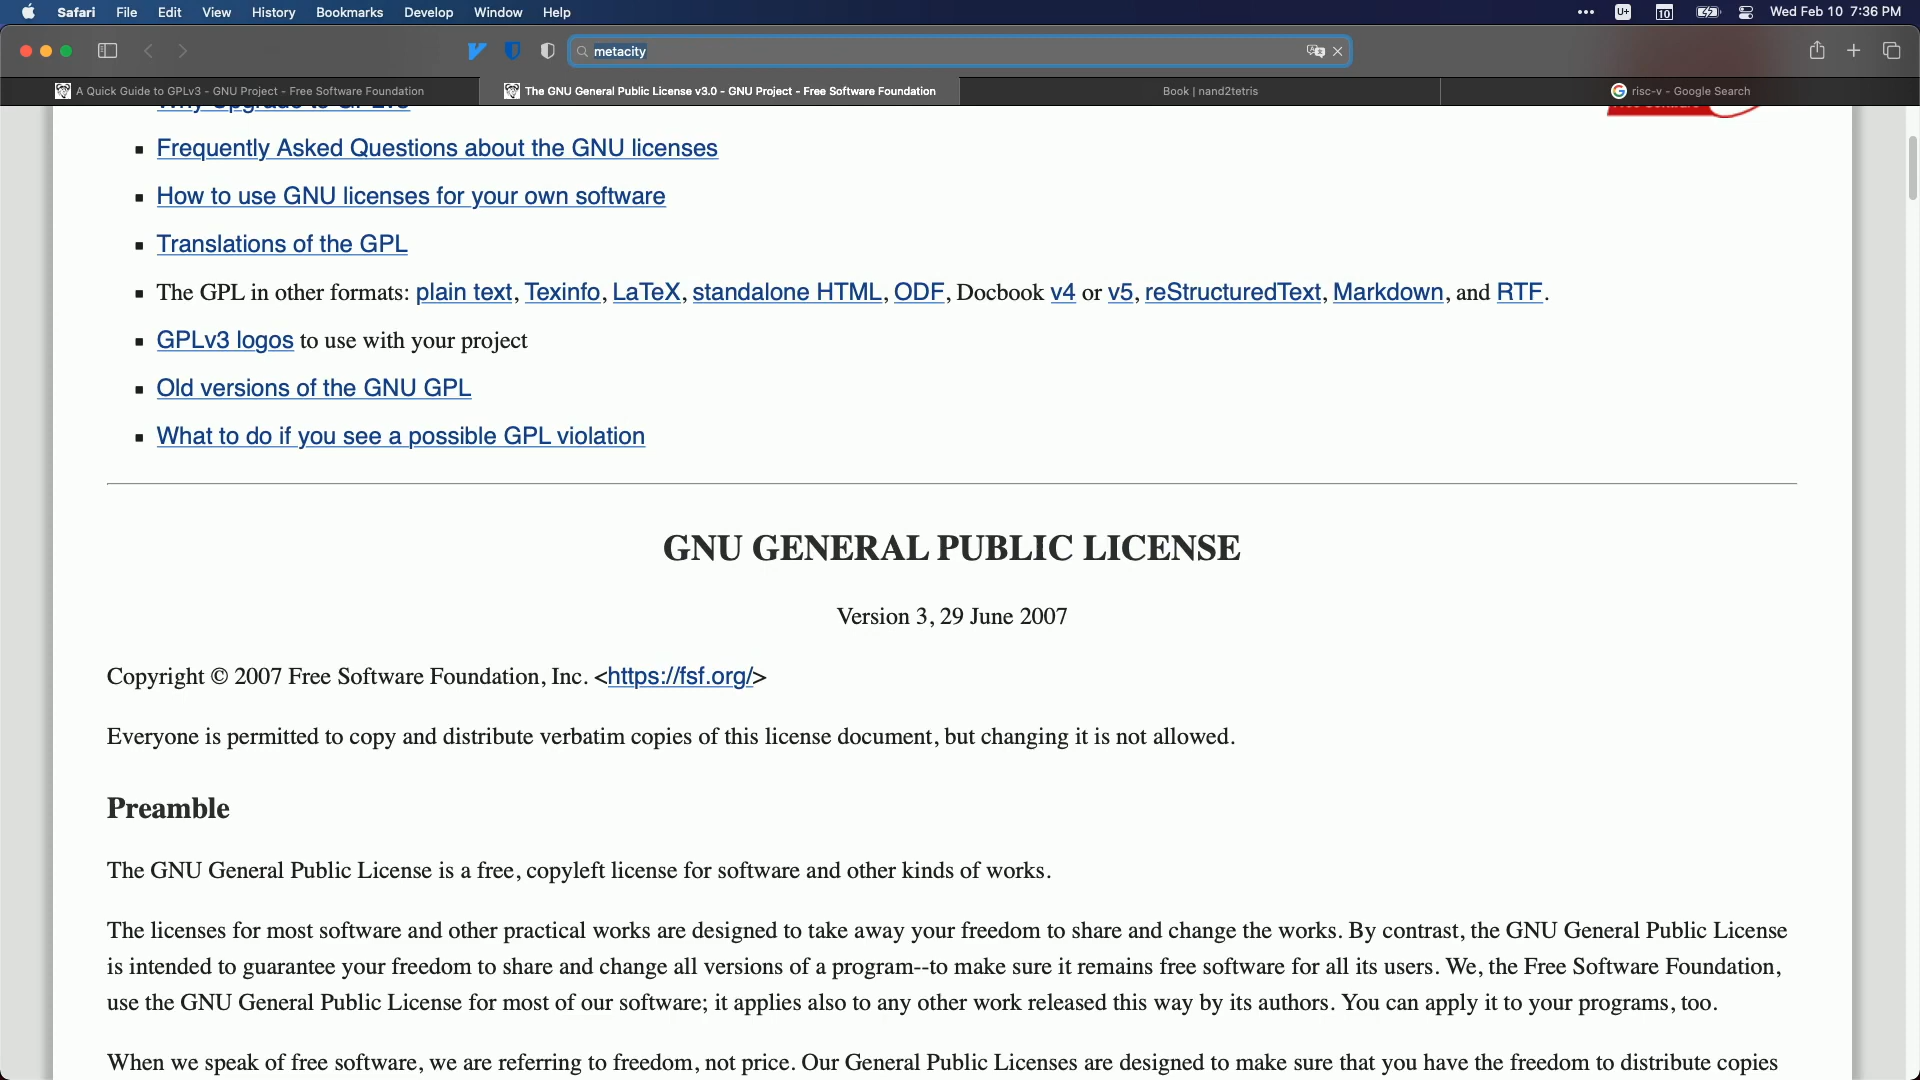 Safari File Edit View History Bookmarks Develop Window Help
U+ 10 Wed Feb 10 7:36 PM
metacity
A Quick Guide to GPLv3 - GNU Project - Free Software Foundation
The GNU General Public License v3.0 - GNU Project - Free Software Foundation
Book | nand2tetris
risc-v - Google Search
Why Upgrade to GPLv3
Frequently Asked Questions about the GNU licenses
How to use GNU licenses for your own software
Translations of the GPL
The GPL in other formats: plain text, Texinfo, LaTeX, standalone HTML, ODF, Docbook v4 or v5, reStructuredText, Markdown, and RTF.
GPLv3 logos to use with your project
Old versions of the GNU GPL
What to do if you see a possible GPL violation
GNU GENERAL PUBLIC LICENSE
Version 3, 29 June 2007
Copyright © 2007 Free Software Foundation, Inc. <https://fsf.org/>
Everyone is permitted to copy and distribute verbatim copies of this license document, but changing it is not allowed.
Preamble
The GNU General Public License is a free, copyleft license for software and other kinds of works.
The licenses for most software and other practical works are designed to take away your freedom to share and change the works. By contrast, the GNU General Public License
is intended to guarantee your freedom to share and change all versions of a program--to make sure it remains free software for all its users. We, the Free Software Foundation,
use the GNU General Public License for most of our software; it applies also to any other work released this way by its authors. You can apply it to your programs, too.
When we speak of free software, we are referring to freedom, not price. Our General Public Licenses are designed to make sure that you have the freedom to distribute copies